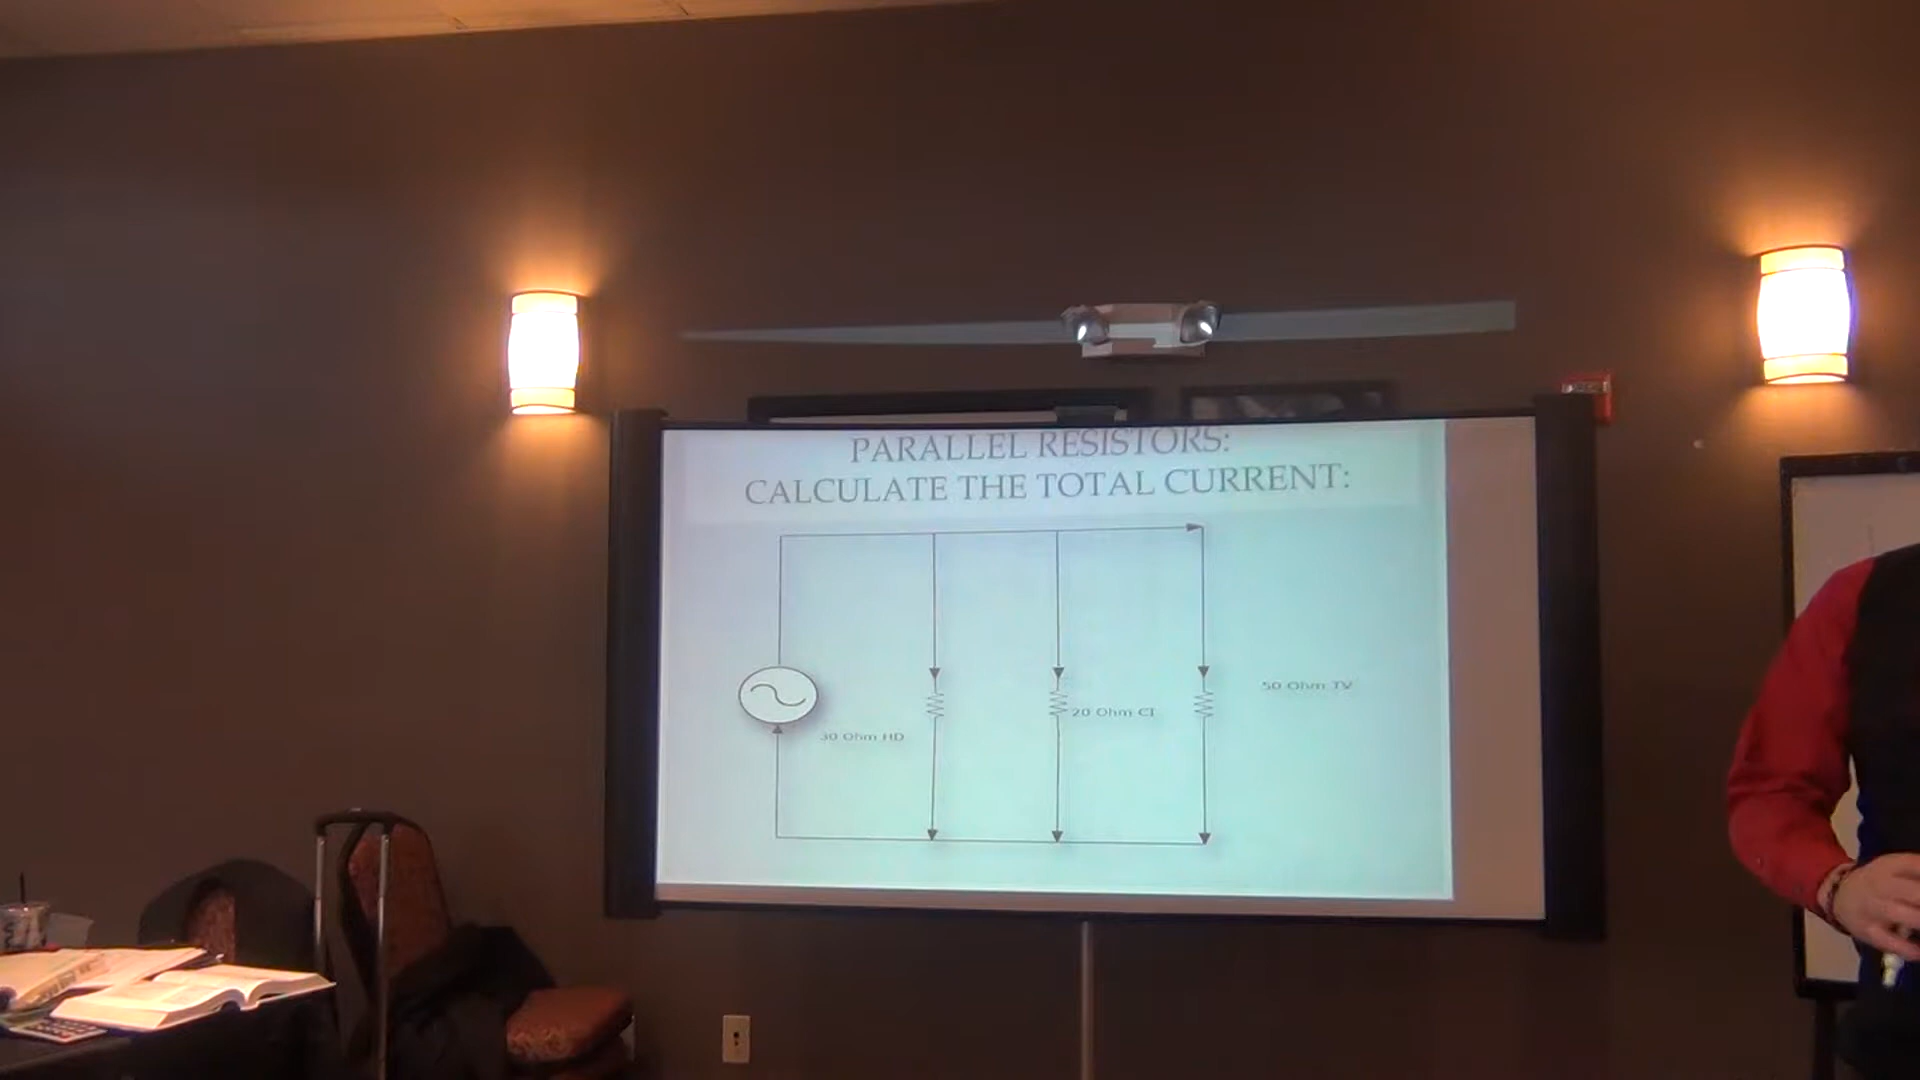 PARALLEL RESISTORS:
CALCULATE THE TOTAL CURRENT:
50 Ohm TV
20 Ohm CI
30 Ohm HD